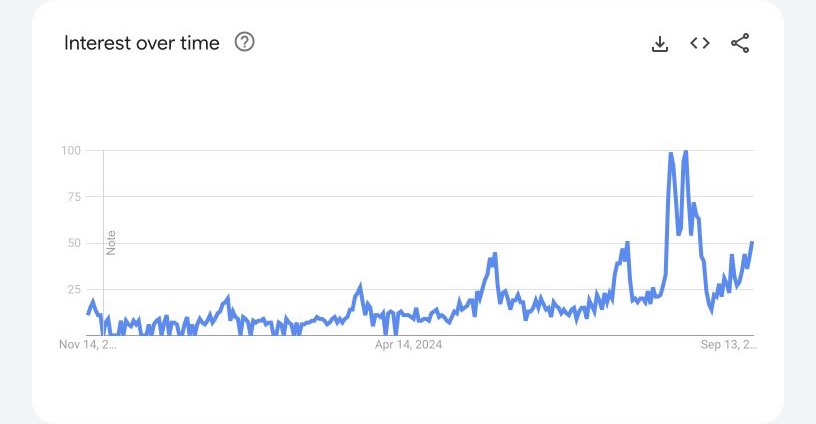 Interest over time
100
75
50
25
Note
Nov 14, 2...
Apr 14, 2024
Sep 13, 2...